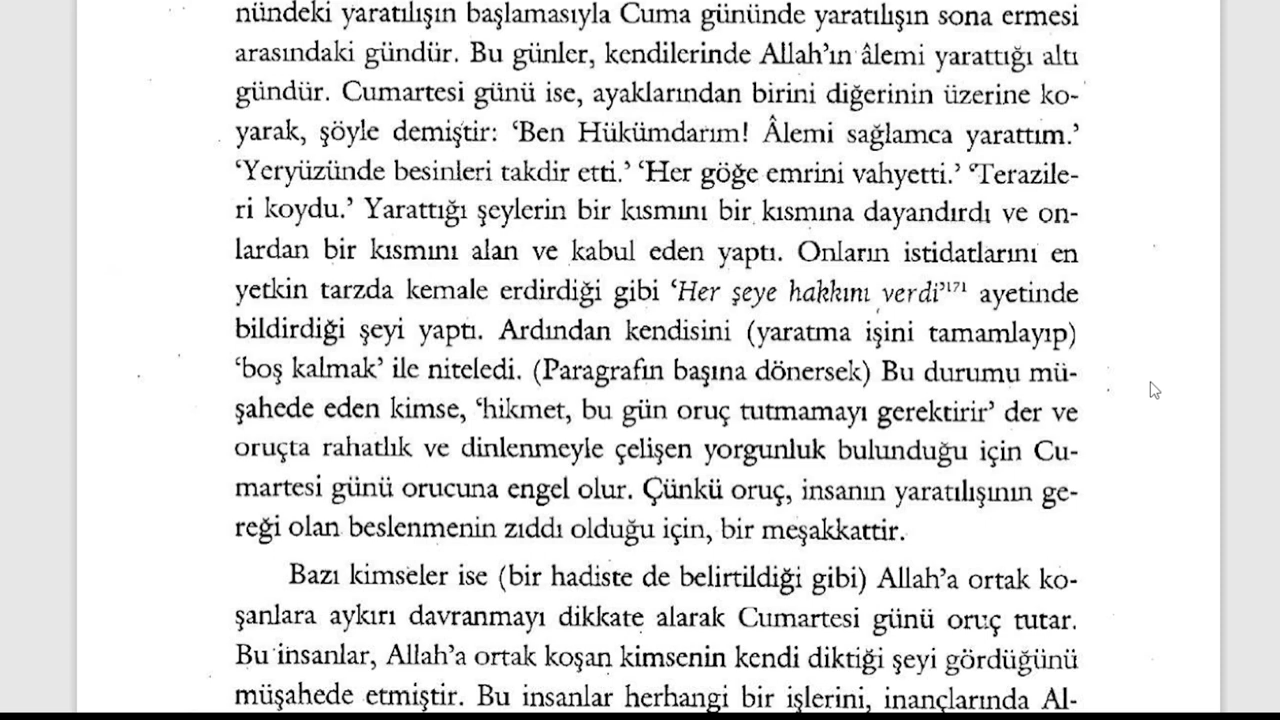 nündeki yaratılışın başlamasıyla Cuma gününde yaratılışın sona ermesi
arasındaki gündür. Bu günler, kendilerinde Allah’ın âlemi yarattığı altı
gündür. Cumartesi günü ise, ayaklarından birini diğerinin üzerine ko-
yarak, şöyle demiştir: ‘Ben Hükümdarım! Âlemi sağlamca yarattım.’
‘Yeryüzünde besinleri takdir etti.’ ‘Her göğe emrini vahyetti.’ ‘Terazile-
ri koydu.’ Yarattığı şeylerin bir kısmını bir kısmına dayandırdı ve on-
lardan bir kısmını alan ve kabul eden yaptı. Onların istidatlarını en
yetkin tarzda kemale erdirdiği gibi ‘Her şeye hakkını verdi’¹⁷¹ ayetinde
bildirdiği şeyi yaptı. Ardından kendisini (yaratma işini tamamlayıp)
‘boş kalmak’ ile niteledi. (Paragrafın başına dönersek) Bu durumu mü-
şahede eden kimse, ‘hikmet, bu gün oruç tutmamayı gerektirir’ der ve
oruçta rahatlık ve dinlenmeyle çelişen yorgunluk bulunduğu için Cu-
martesi günü orucuna engel olur. Çünkü oruç, insanın yaratılışının ge-
reği olan beslenmenin zıddı olduğu için, bir meşakkattir.
Bazı kimseler ise (bir hadiste de belirtildiği gibi) Allah’a ortak ko-
şanlara aykırı davranmayı dikkate alarak Cumartesi günü oruç tutar.
Bu insanlar, Allah’a ortak koşan kimsenin kendi diktiği şeyi gördüğünü
müşahede etmiştir. Bu insanlar herhangi bir işlerini, inançlarında Al-